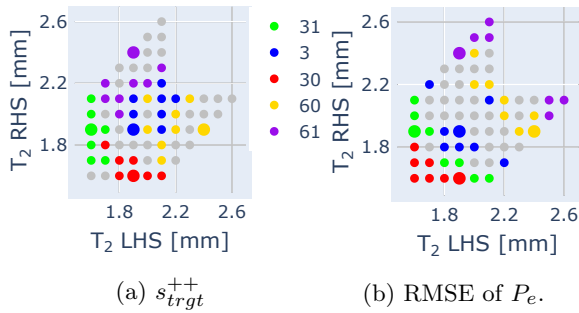 2.6
2.2
1.8
T₂ RHS [mm]
1.8 2.2 2.6
T₂ LHS [mm]
31
3
30
60
61
2.6
2.2
1.8
T₂ RHS [mm]
1.8 2.2 2.6
T₂ LHS [mm]
(a) $s_{trgt}^{++}$
(b) RMSE of $P_e$.